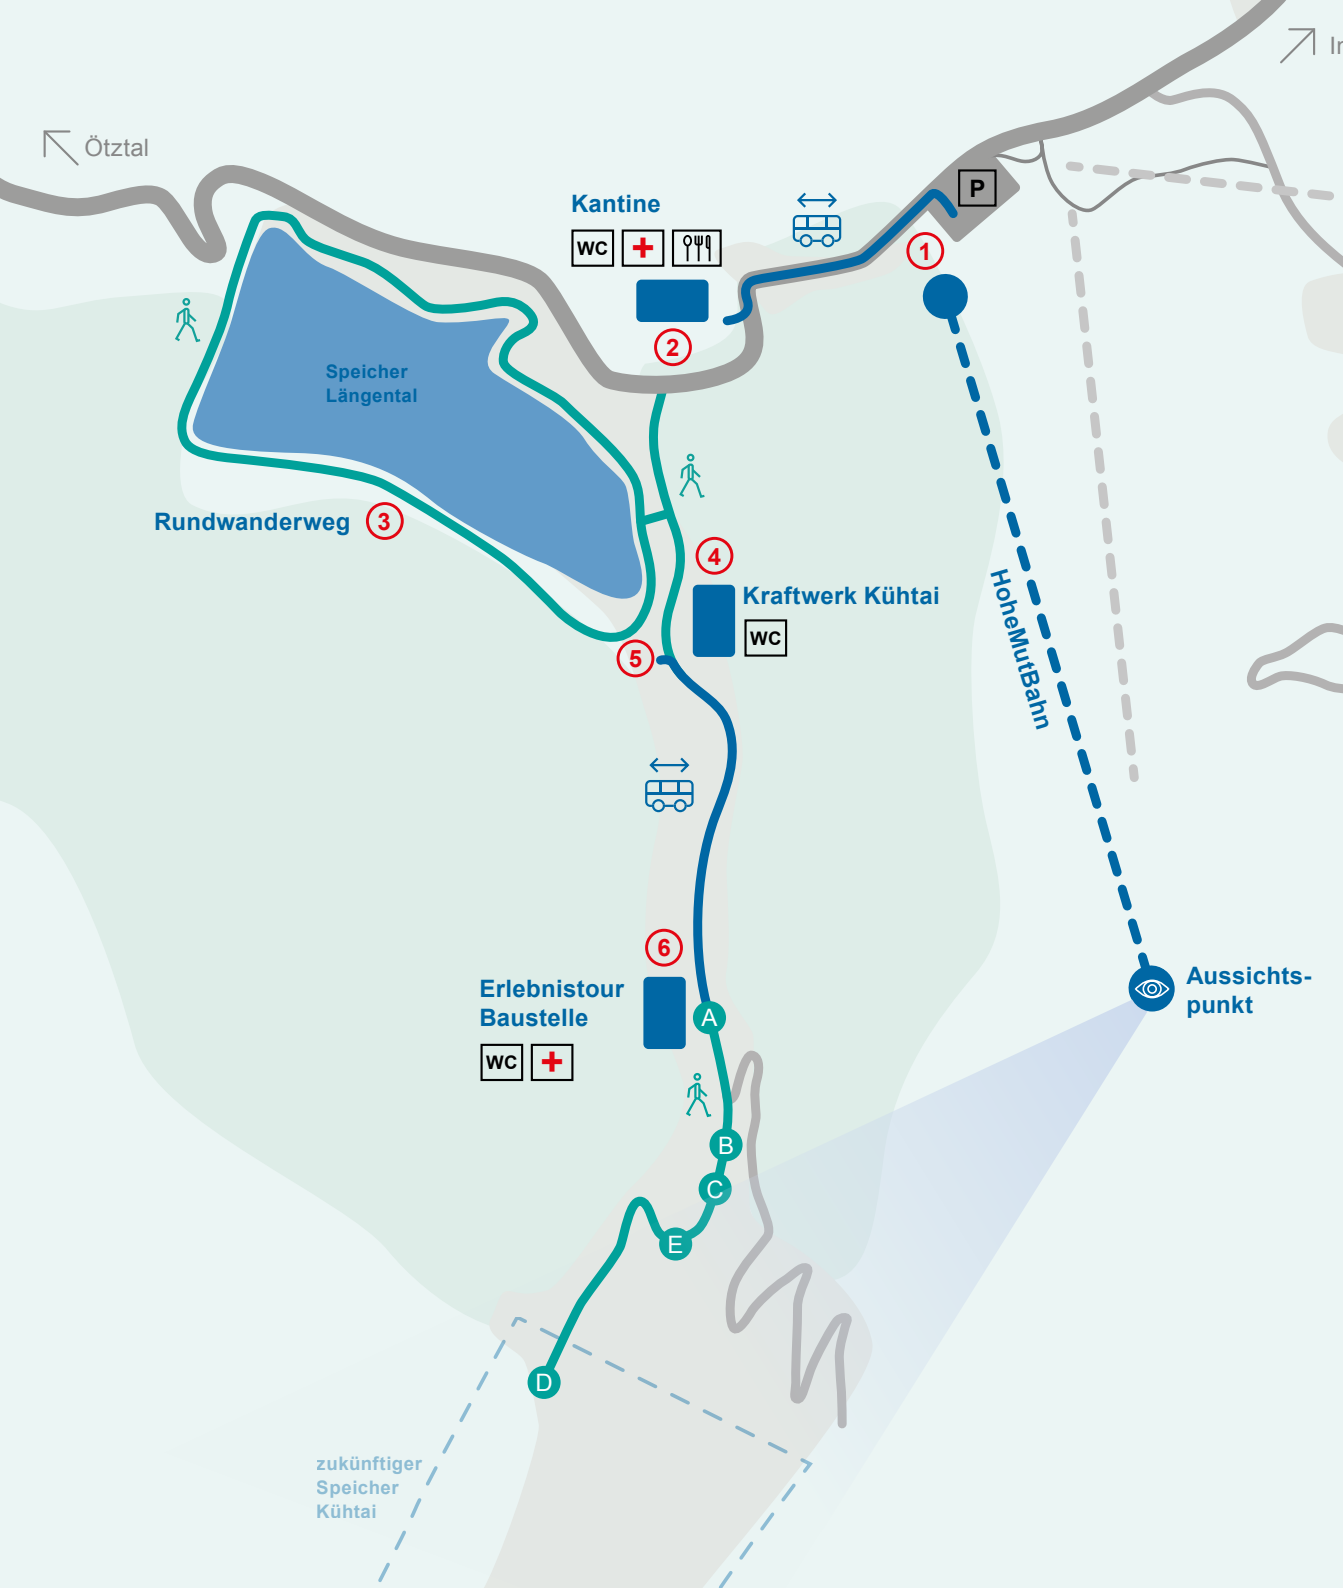 In
Ötztal
P
Kantine
WC
1
2
Speicher
Längental
Rundwanderweg 3
4
Kraftwerk Kühtai
WC
HoheMutBahn
5
6
Erlebnistour
Baustelle
WC
A
Aussichts-
punkt
B
C
E
D
zukünftiger
Speicher
Kühtai